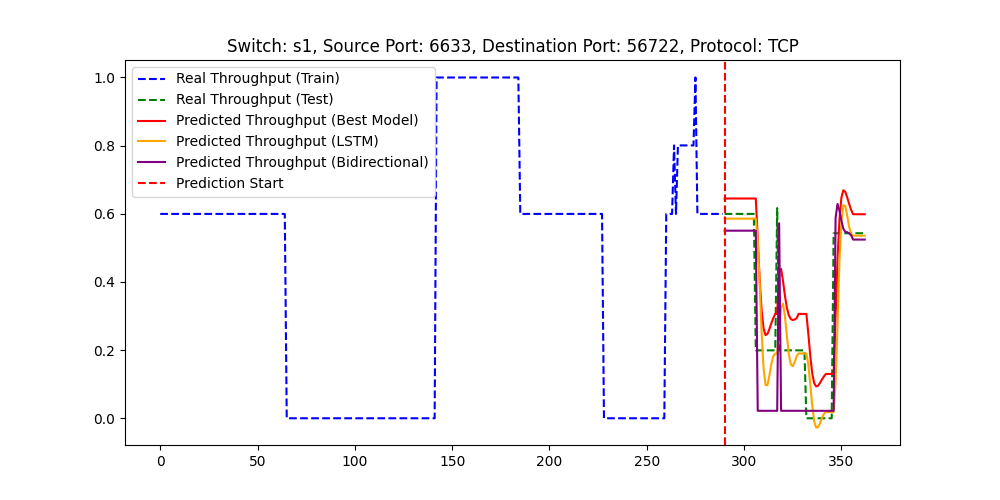 Switch: s1, Source Port: 6633, Destination Port: 56722, Protocol: TCP
Real Throughput (Train)
Real Throughput (Test)
Predicted Throughput (Best Model)
Predicted Throughput (LSTM)
Predicted Throughput (Bidirectional)
Prediction Start
1.0
0.8
0.6
0.4
0.2
0.0
0 50 100 150 200 250 300 350